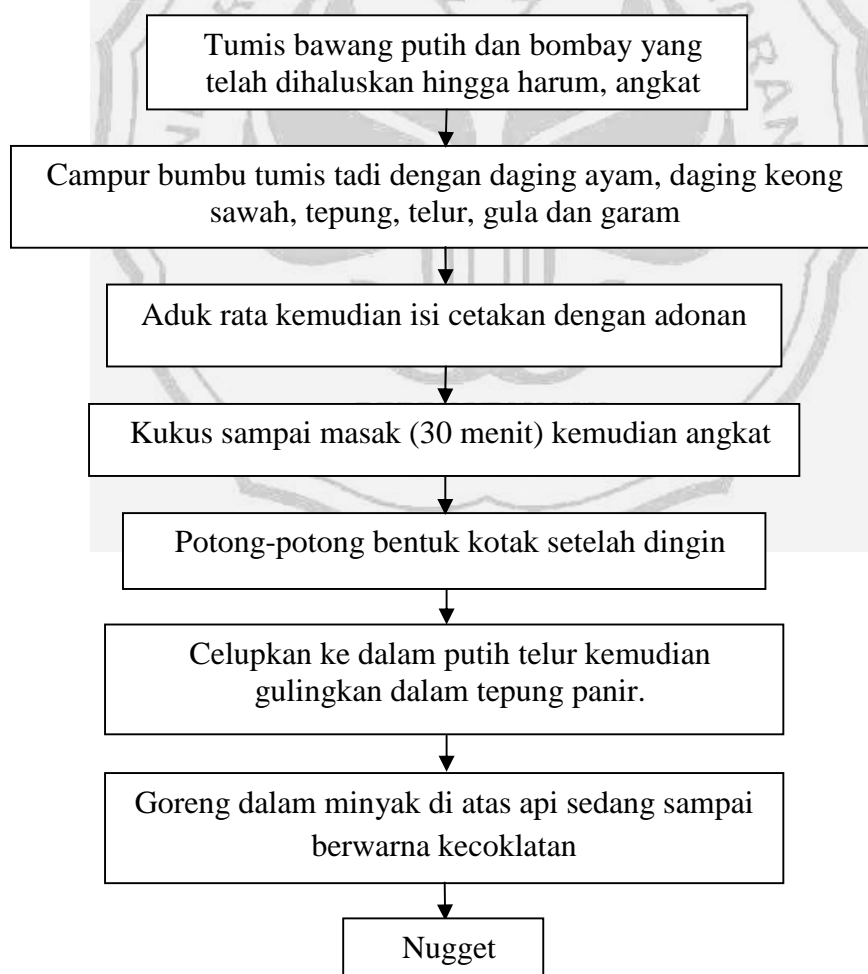 Tumis bawang putih dan bombay yang
telah dihaluskan hingga harum, angkat
Campur bumbu tumis tadi dengan daging ayam, daging keong
sawah, tepung, telur, gula dan garam
Aduk rata kemudian isi cetakan dengan adonan
Kukus sampai masak (30 menit) kemudian angkat
Potong-potong bentuk kotak setelah dingin
Celupkan ke dalam putih telur kemudian
gulingkan dalam tepung panir.
Goreng dalam minyak di atas api sedang sampai
berwarna kecoklatan
Nugget